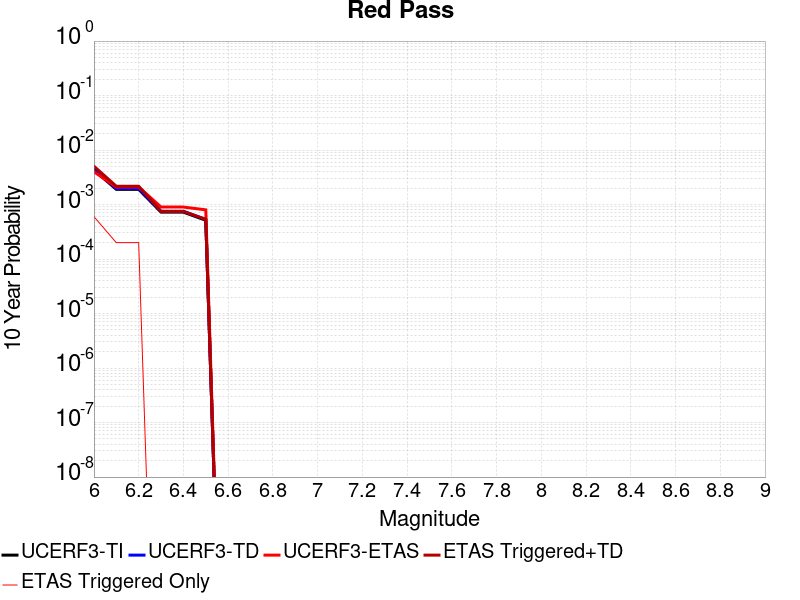 Red Pass
10 Year Probability
10^0
10^-1
10^-2
10^-3
10^-4
10^-5
10^-6
10^-7
10^-8
6 6.2 6.4 6.6 6.8 7 7.2 7.4 7.6 7.8 8 8.2 8.4 8.6 8.8 9
Magnitude
UCERF3-TI UCERF3-TD UCERF3-ETAS ETAS Triggered+TD
ETAS Triggered Only